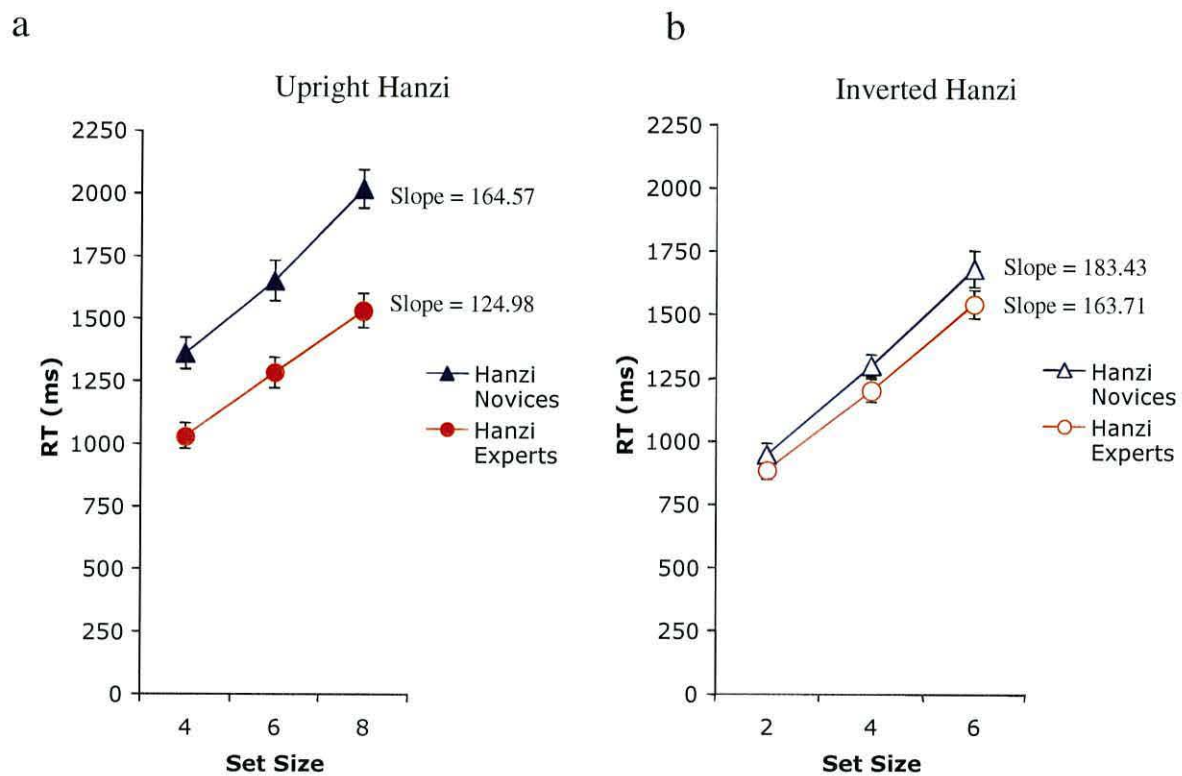 a
Upright Hanzi
2250
2000
1750
1500
1250
1000
750
500
250
0
RT (ms)
4 6 8
Set Size
Slope = 164.57
Slope = 124.98
Hanzi
Novices
Hanzi
Experts
b
Inverted Hanzi
2250
2000
1750
1500
1250
1000
750
500
250
0
RT (ms)
2 4 6
Set Size
Slope = 183.43
Slope = 163.71
Hanzi
Novices
Hanzi
Experts